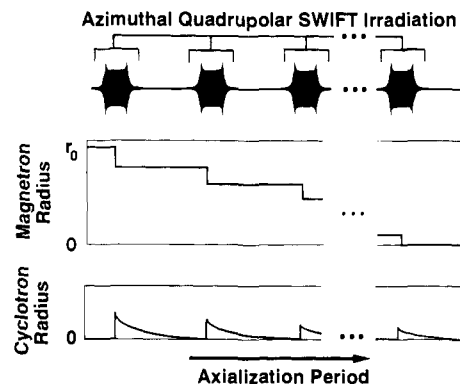 Azimuthal Quadrupolar SWIFT Irradiation
...
...
r0
Magnetron
Radius
...
0
Cyclotron
Radius
0
...
Axialization Period